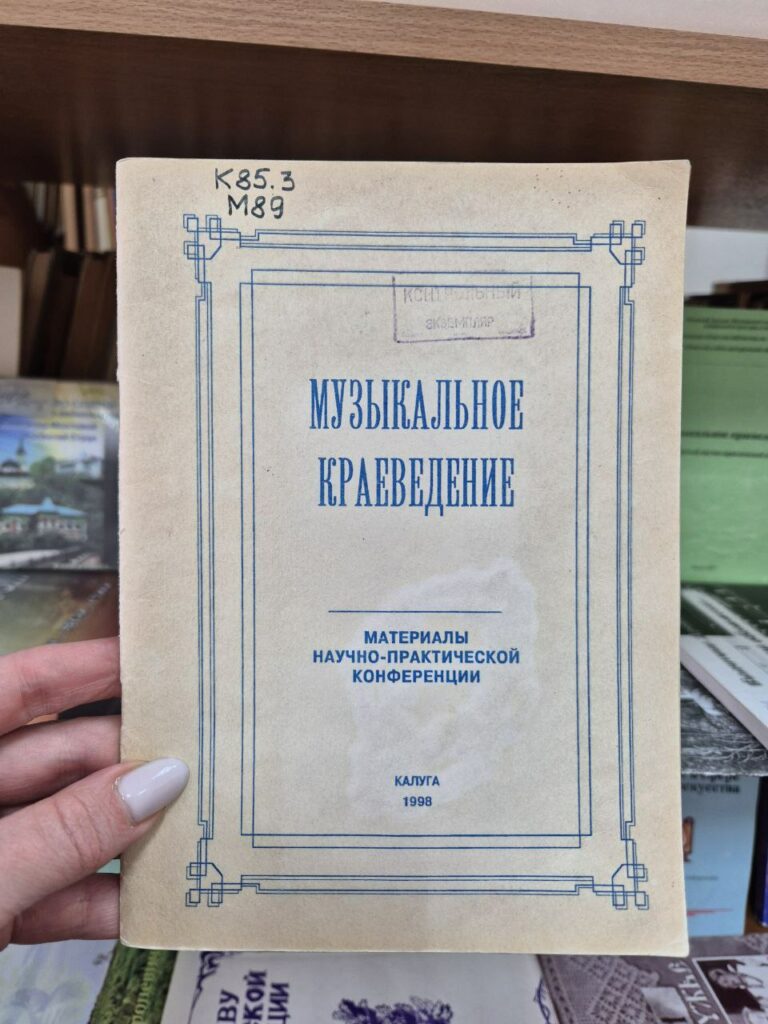 К85.3
М89
КОНТРОЛЬНЫЙ
ЭКЗЕМПЛЯР
МУЗЫКАЛЬНОЕ
КРАЕВЕДЕНИЕ
МАТЕРИАЛЫ
НАУЧНО-ПРАКТИЧЕСКОЙ
КОНФЕРЕНЦИИ
КАЛУГА
1998